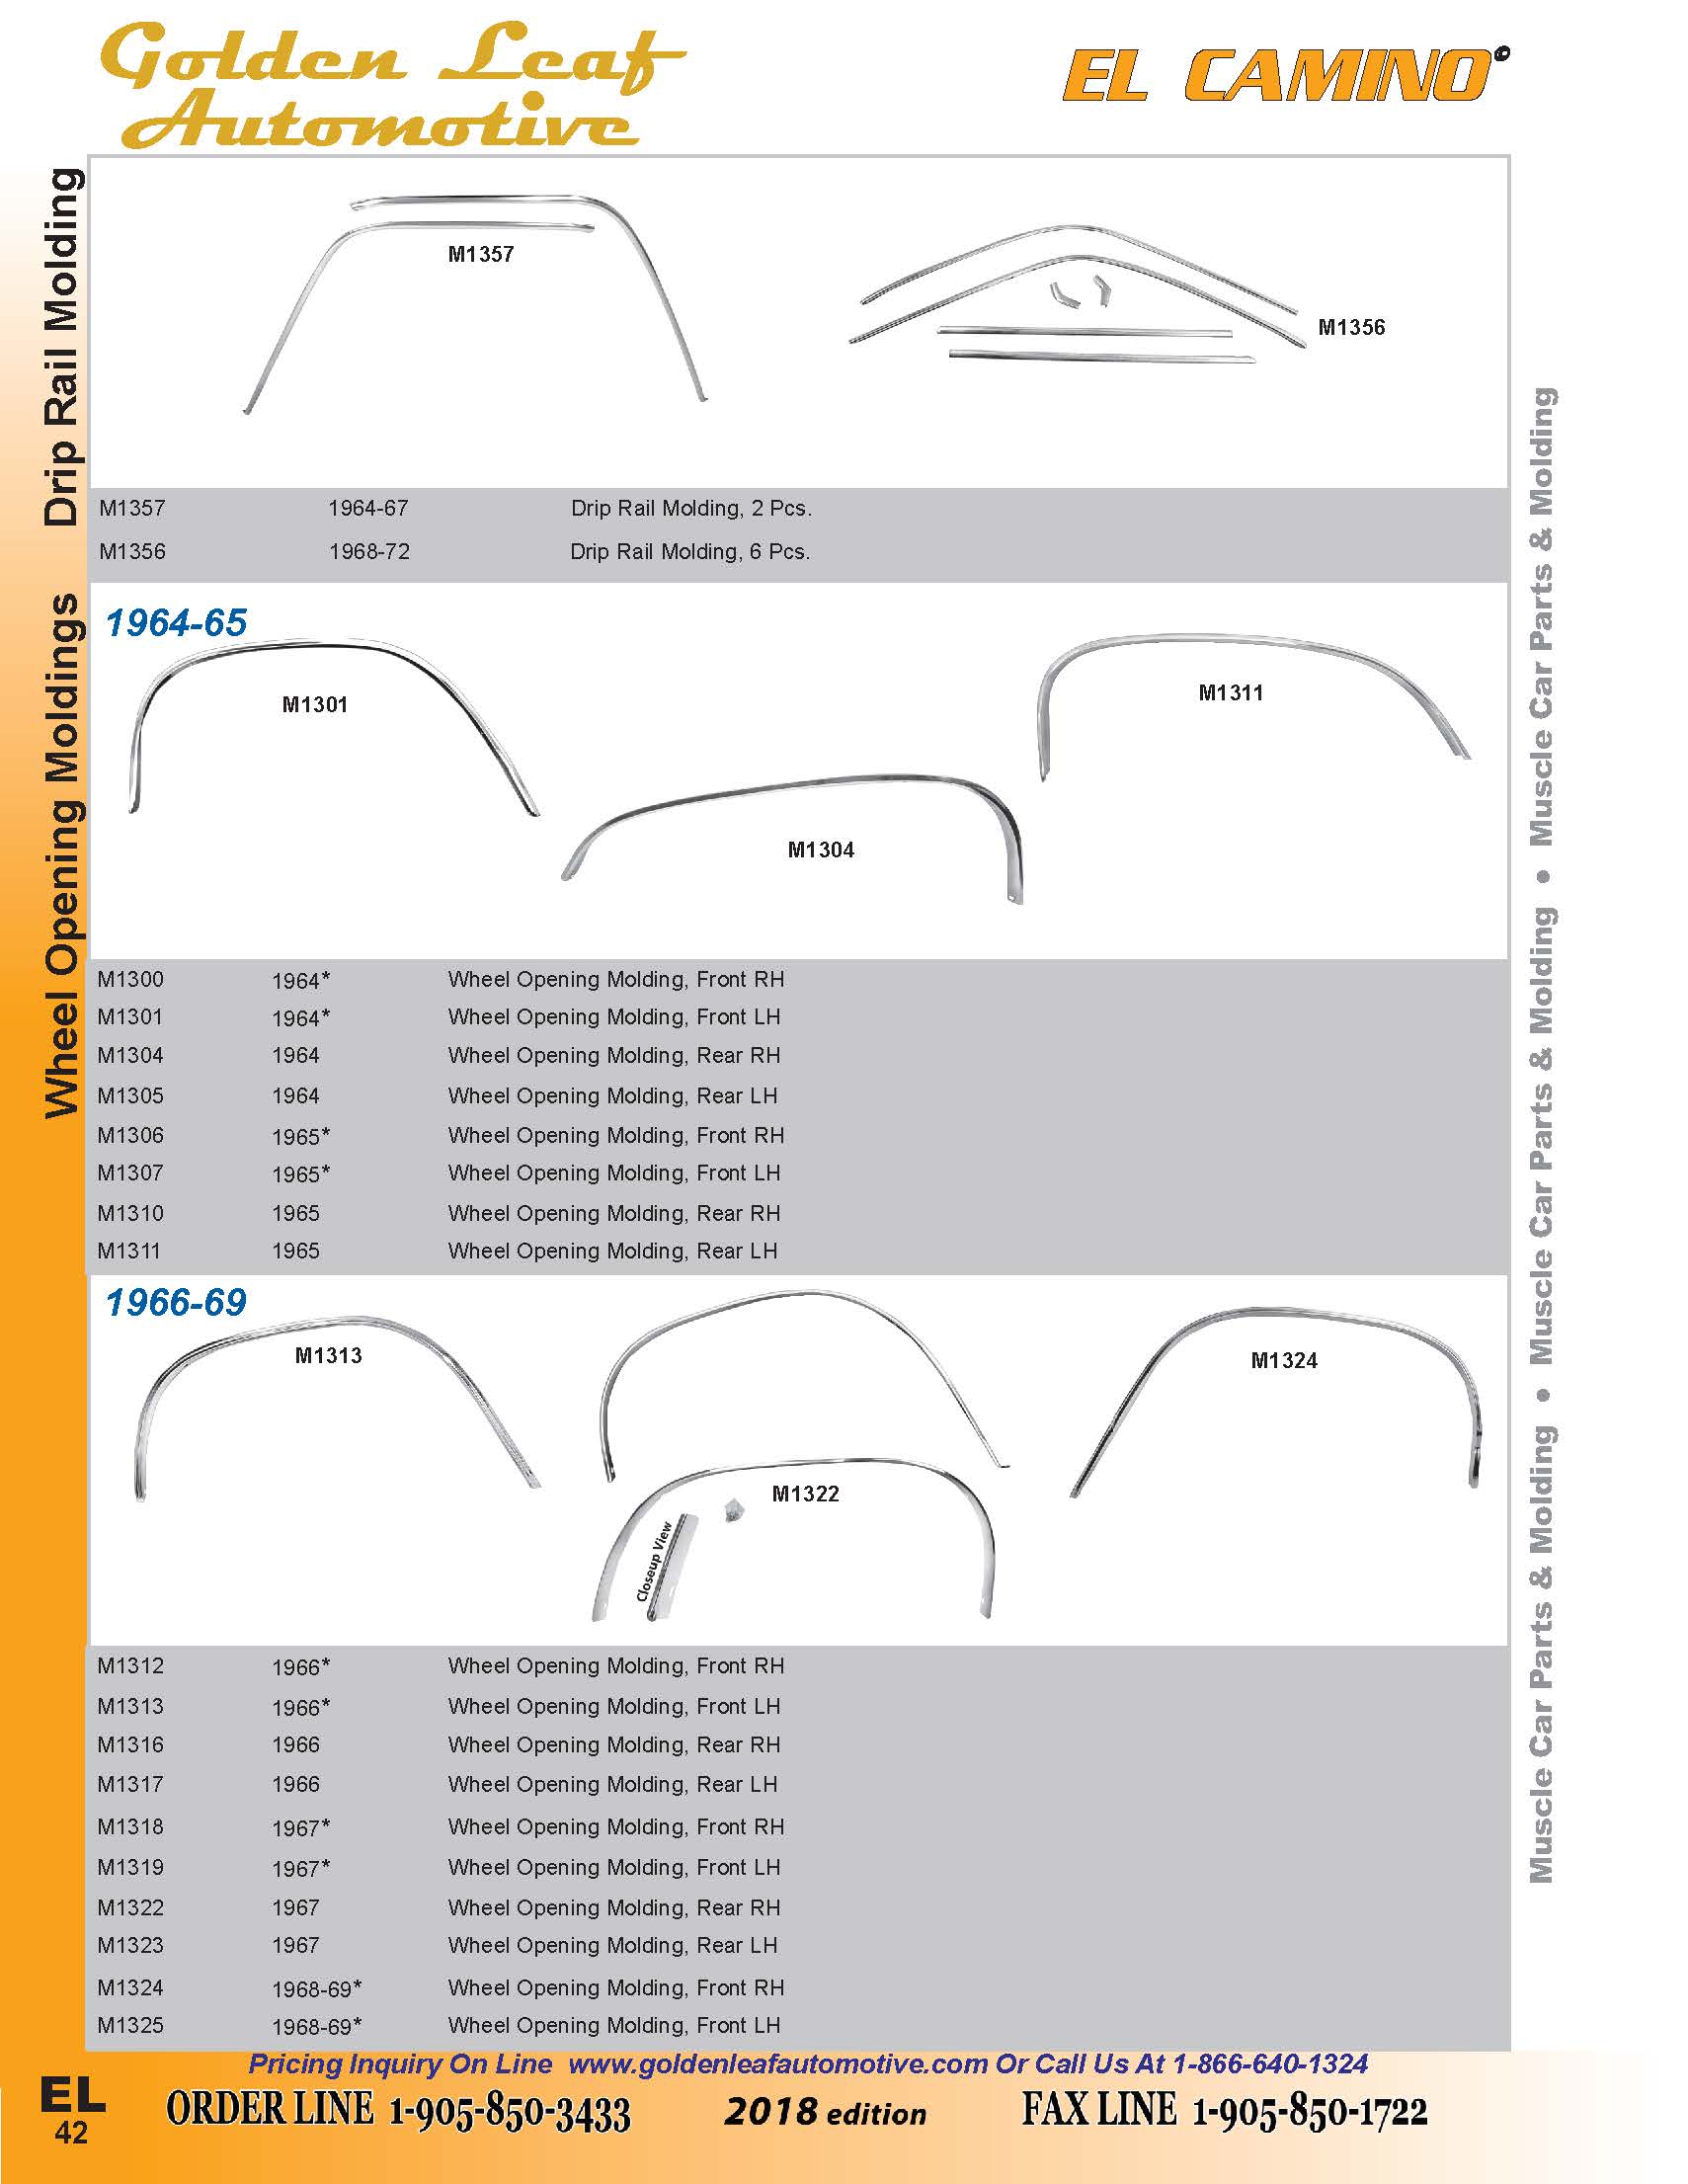 Golden Leaf
Automotive
EL CAMINO
Drip Rail Molding
M1357
M1356
M1357 1964-67 Drip Rail Molding, 2 Pcs.
M1356 1968-72 Drip Rail Molding, 6 Pcs.
Wheel Opening Moldings
1964-65
M1301
M1311
M1304
M1300 1964* Wheel Opening Molding, Front RH
M1301 1964* Wheel Opening Molding, Front LH
M1304 1964 Wheel Opening Molding, Rear RH
M1305 1964 Wheel Opening Molding, Rear LH
M1306 1965* Wheel Opening Molding, Front RH
M1307 1965* Wheel Opening Molding, Front LH
M1310 1965 Wheel Opening Molding, Rear RH
M1311 1965 Wheel Opening Molding, Rear LH
1966-69
M1313
M1324
M1322
Closeup View
M1312 1966* Wheel Opening Molding, Front RH
M1313 1966* Wheel Opening Molding, Front LH
M1316 1966 Wheel Opening Molding, Rear RH
M1317 1966 Wheel Opening Molding, Rear LH
M1318 1967* Wheel Opening Molding, Front RH
M1319 1967* Wheel Opening Molding, Front LH
M1322 1967 Wheel Opening Molding, Rear RH
M1323 1967 Wheel Opening Molding, Rear LH
M1324 1968-69* Wheel Opening Molding, Front RH
M1325 1968-69* Wheel Opening Molding, Front LH
Muscle Car Parts & Molding • Muscle Car Parts & Molding • Muscle Car Parts & Molding
Pricing Inquiry On Line www.goldenleafautomotive.com Or Call Us At 1-866-640-1324
EL
42
ORDER LINE 1-905-850-3433 2018 edition FAX LINE 1-905-850-1722